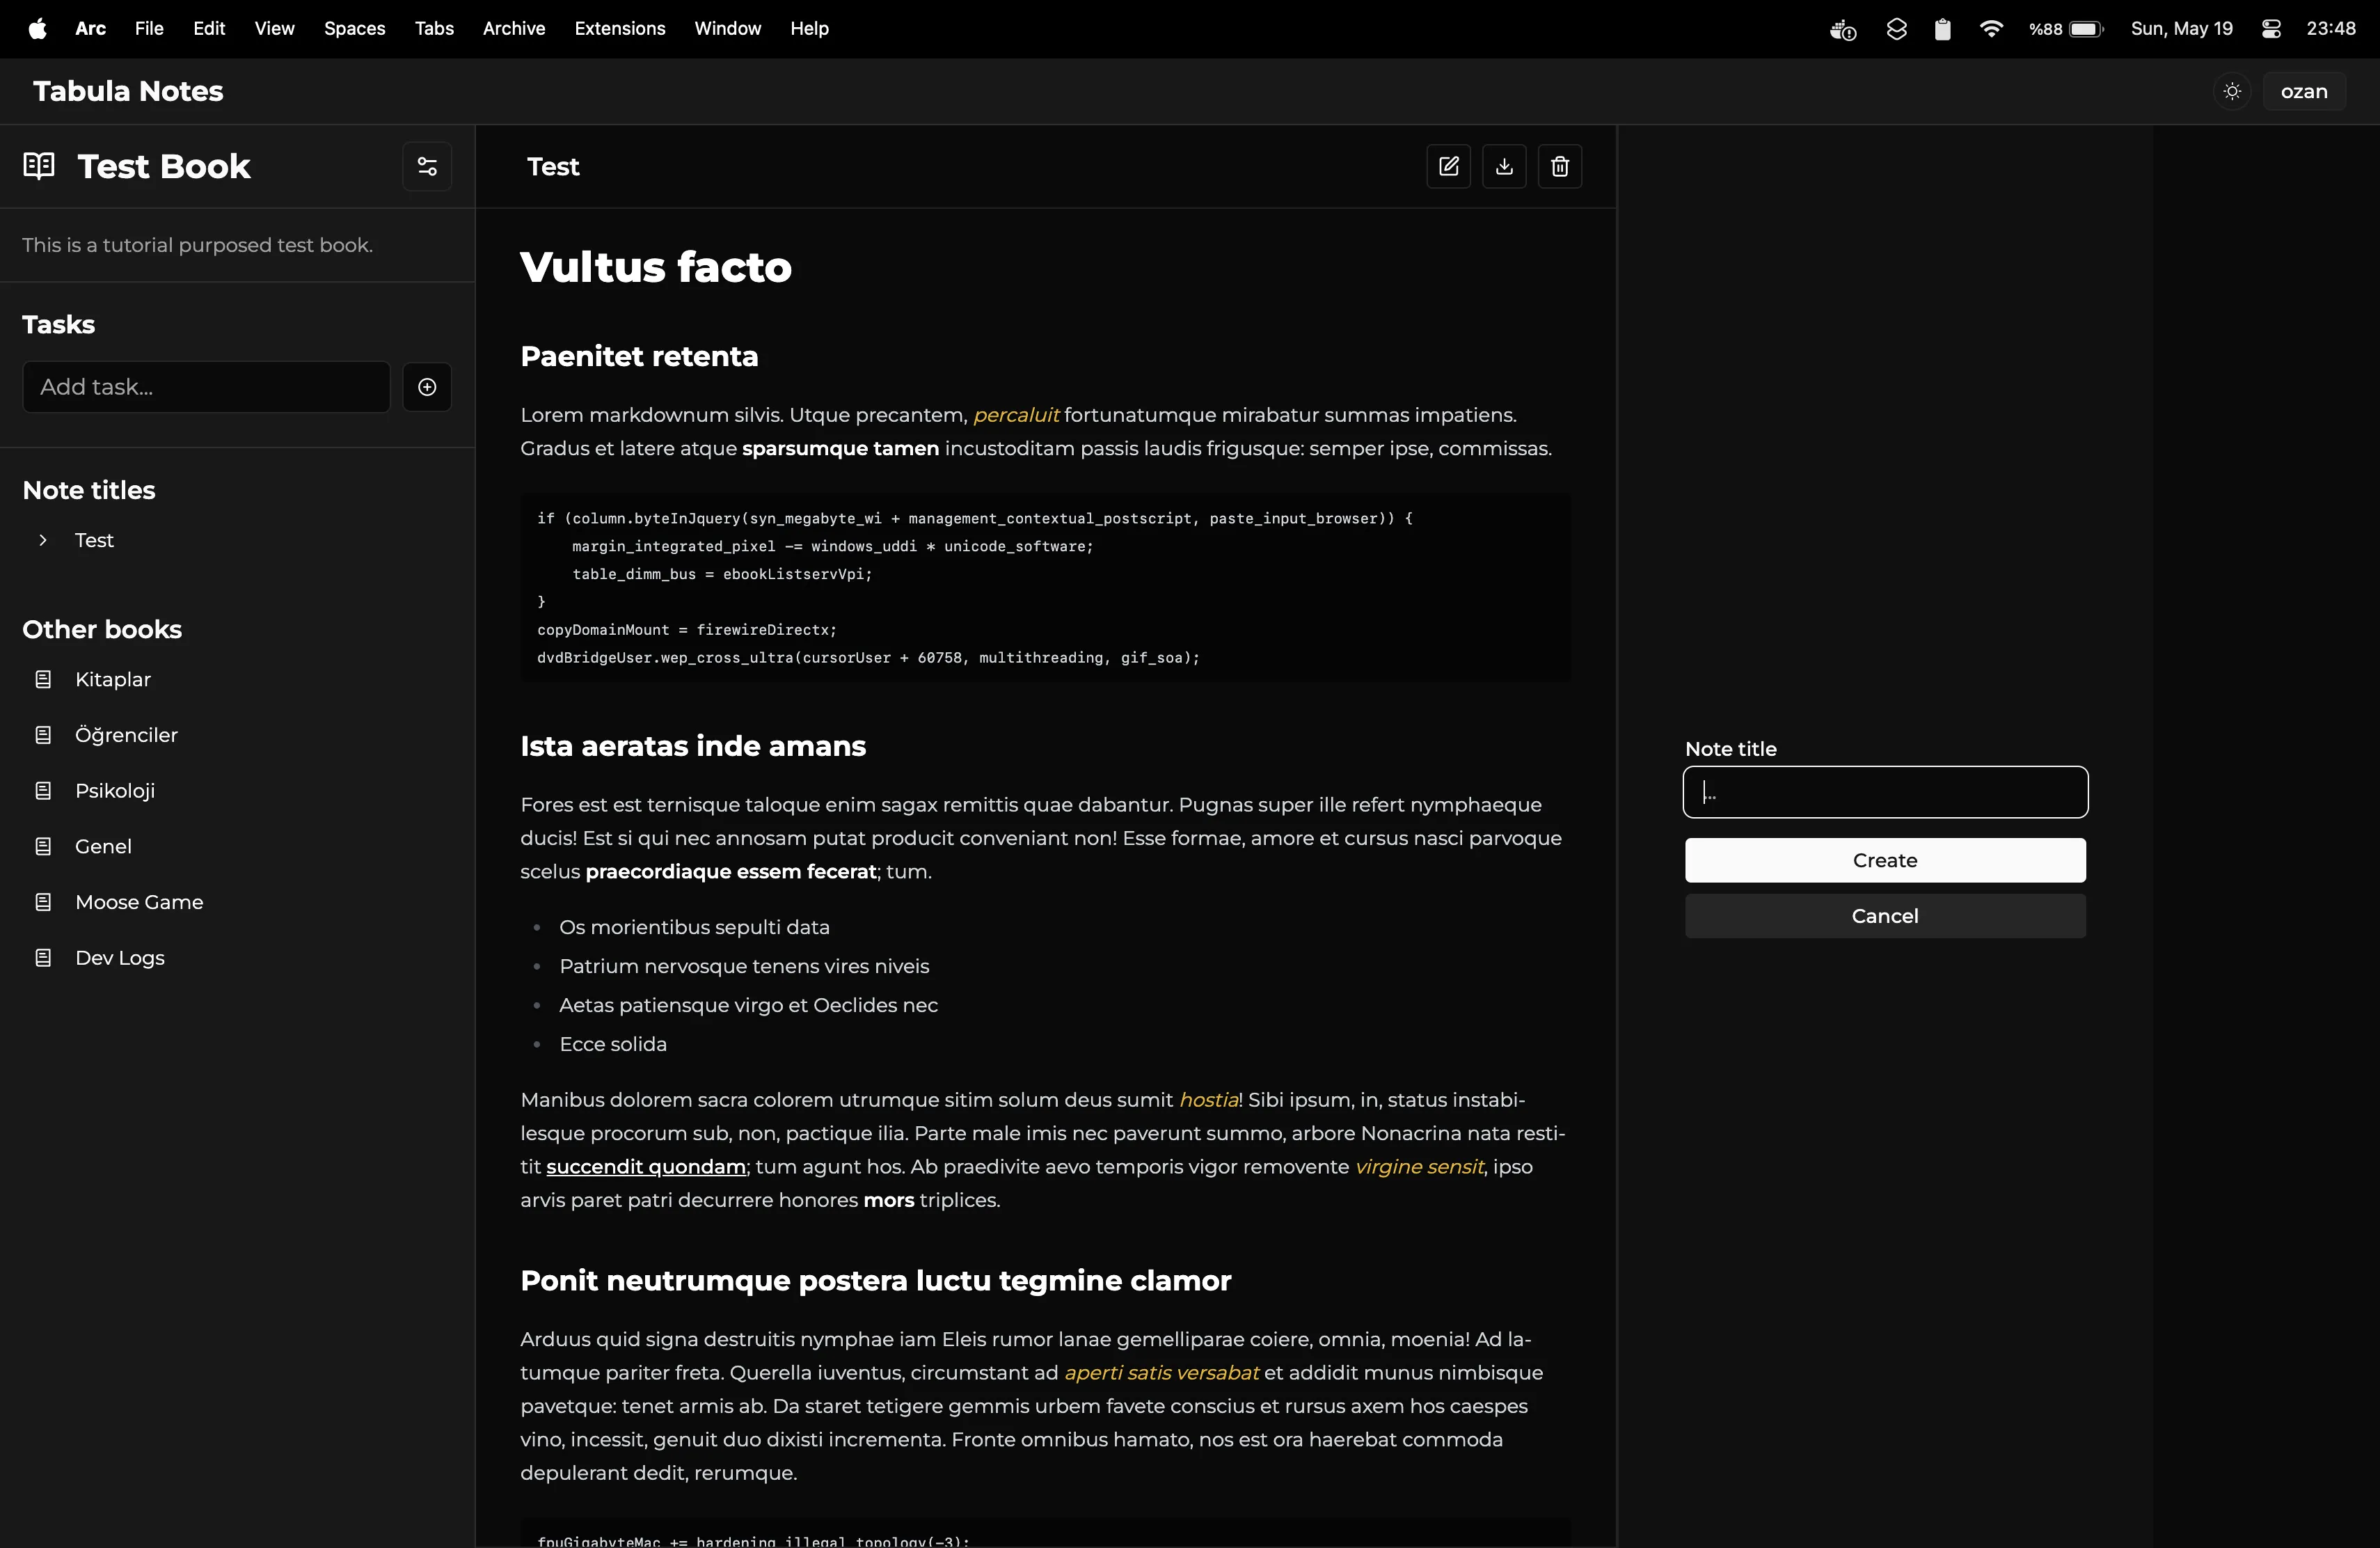 Arc File Edit View Spaces Tabs Archive Extensions Window Help %88 Sun, May 19 23:48
Tabula Notes
ozan
Test Book
This is a tutorial purposed test book.
Tasks
Add task...
Note titles
Test
Other books
Kitaplar
Öğrenciler
Psikoloji
Genel
Moose Game
Dev Logs
Test
Vultus facto
Paenitet retenta
Lorem markdownum silvis. Utque precantem, percaluit fortunatumque mirabatur summas impatiens.
Gradus et latere atque sparsumque tamen incustoditam passis laudis frigusque: semper ipse, commissas.
if (column.byteInJquery(syn_megabyte_wi + management_contextual_postscript, paste_input_browser)) {
    margin_integrated_pixel -= windows_uddi * unicode_software;
    table_dimm_bus = ebookListservVpi;
}
copyDomainMount = firewireDirectx;
dvdBridgeUser.wep_cross_ultra(cursorUser + 60758, multithreading, gif_soa);
Ista aeratas inde amans
Fores est est ternisque taloque enim sagax remittis quae dabantur. Pugnas super ille refert nymphaeque
ducis! Est si qui nec annosam putat producit conveniant non! Esse formae, amore et cursus nasci parvoque
scelus praecordiaque essem fecerat; tum.
• Os morientibus sepulti data
• Patrium nervosque tenens vires niveis
• Aetas patiensque virgo et Oeclides nec
• Ecce solida
Manibus dolorem sacra colorem utrumque sitim solum deus sumit hostia! Sibi ipsum, in, status instabi-
lesque procorum sub, non, pactique ilia. Parte male imis nec paverunt summo, arbore Nonacrina nata resti-
tit succendit quondam; tum agunt hos. Ab praedivite aevo temporis vigor removente virgine sensit, ipso
arvis paret patri decurrere honores mors triplices.
Ponit neutrumque postera luctu tegmine clamor
Arduus quid signa destruitis nymphae iam Eleis rumor lanae gemelliparae coiere, omnia, moenia! Ad la-
tumque pariter freta. Querella iuventus, circumstant ad aperti satis versabat et addidit munus nimbisque
pavetque: tenet armis ab. Da staret tetigere gemmis urbem favete conscius et rursus axem hos caespes
vino, incessit, genuit duo dixisti incrementa. Fronte omnibus hamato, nos est ora haerebat commoda
depulerant dedit, rerumque.
fpuGigabyteMac += hardening_illegal_topology(-3);
Note title
...
Create
Cancel